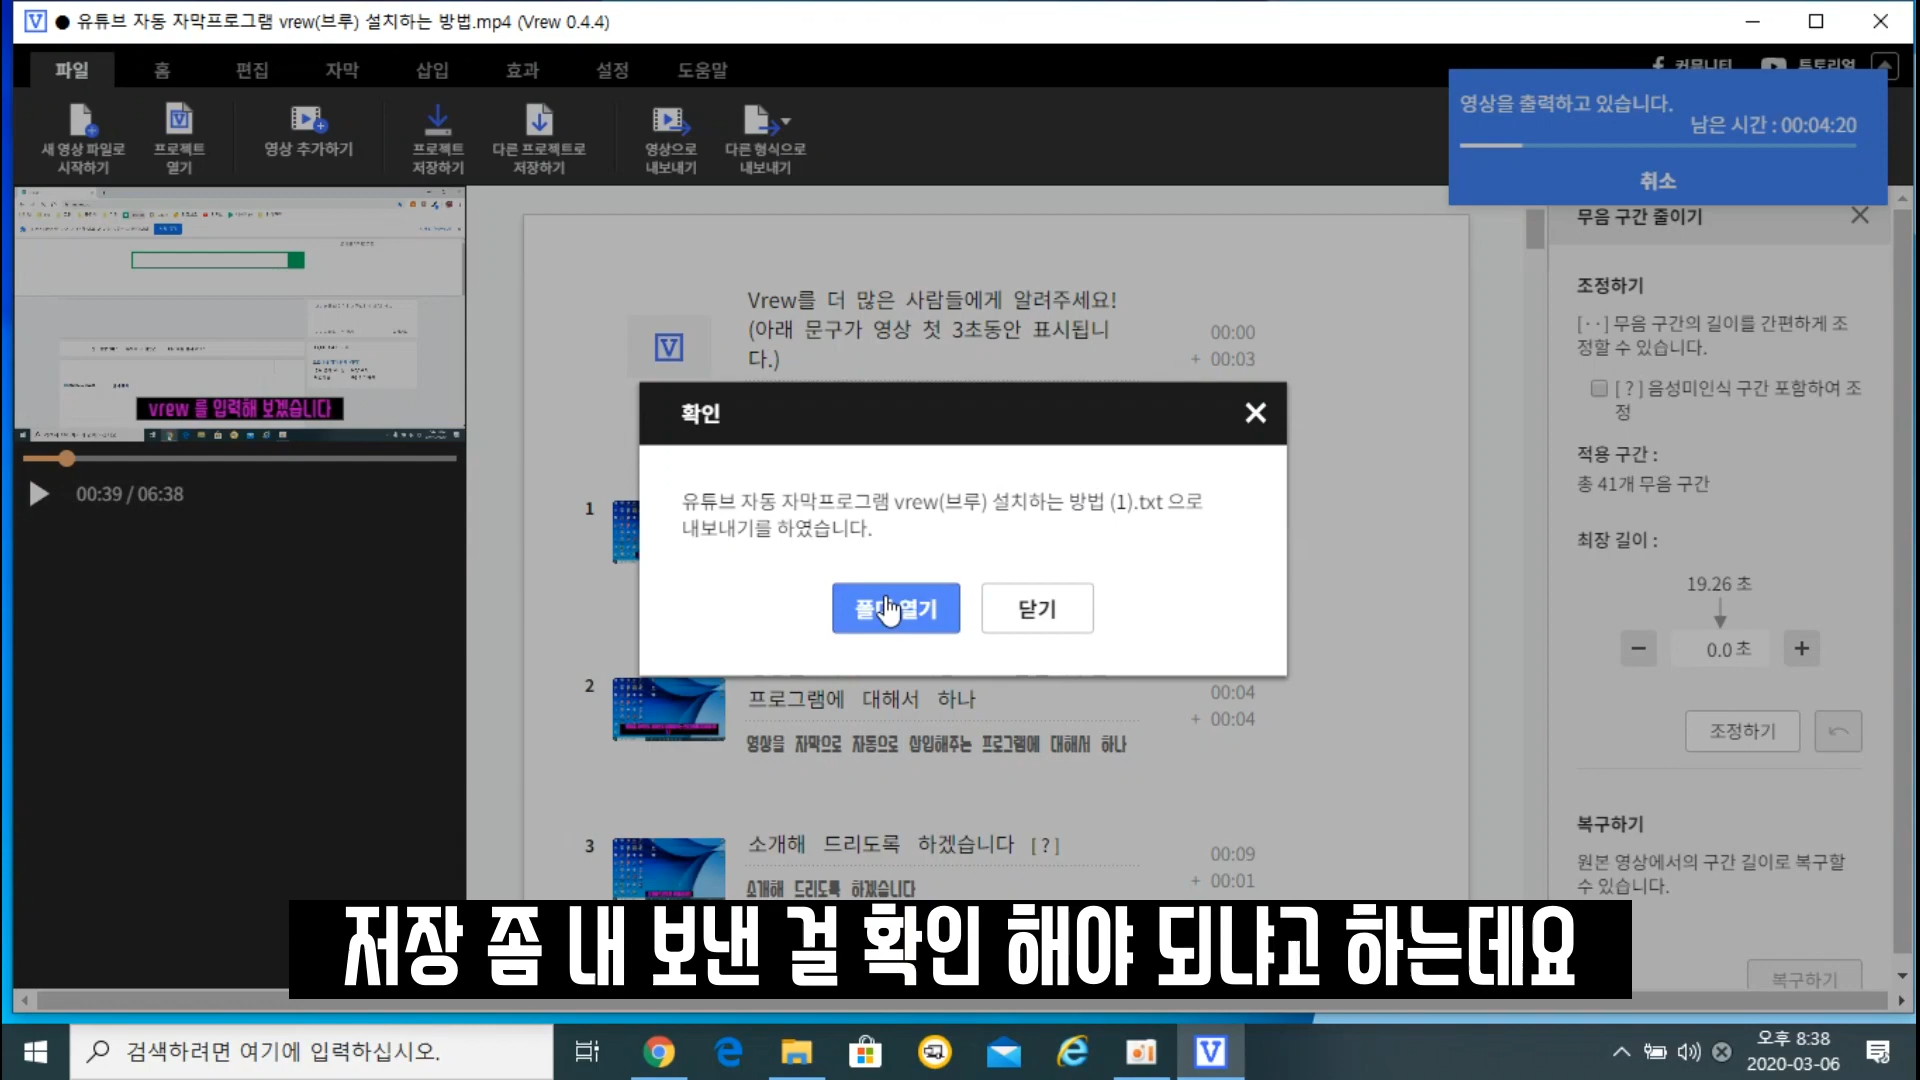 유튜브 자동 자막프로그램 vrew(브루) 설치하는 방법.mp4 (Vrew 0.4.4)
파일 홈 편집 자막 삽입 효과 설정 도움말
커뮤니티 튜토리얼
새 영상 파일로
시작하기
프로젝트
열기
영상 추가하기
프로젝트
저장하기
다른 프로젝트로
저장하기
영상으로
내보내기
다른 형식으로
내보내기
영상을 출력하고 있습니다.
남은 시간 : 00:04:20
취소
vrew 를 입력해 보겠습니다
00:39 / 06:38
Vrew를 더 많은 사람들에게 알려주세요!
(아래 문구가 영상 첫 3초동안 표시됩니
다.)
00:00
+ 00:03
확인
유튜브 자동 자막프로그램 vrew(브루) 설치하는 방법 (1).txt 으로
내보내기를 하였습니다.
열기
닫기
1
2
프로그램에 대해서 하나
00:04
+ 00:04
영상을 자막으로 자동으로 삽입해주는 프로그램에 대해서 하나
3
소개해 드리도록 하겠습니다 [?]
00:09
+ 00:01
소개해 드리도록 하겠습니다
무음 구간 줄이기
조정하기
[··] 무음 구간의 길이를 간편하게 조
정할 수 있습니다.
[?] 음성미인식 구간 포함하여 조
정
적용 구간 :
총 41개 무음 구간
최장 길이 :
19.26 초
− 0.0 초 +
조정하기
복구하기
원본 영상에서의 구간 길이로 복구할
수 있습니다.
복구하기
저장 좀 내 보낸 걸 확인 해야 되냐고 하는데요
검색하려면 여기에 입력하십시오.
오후 8:38
2020-03-06